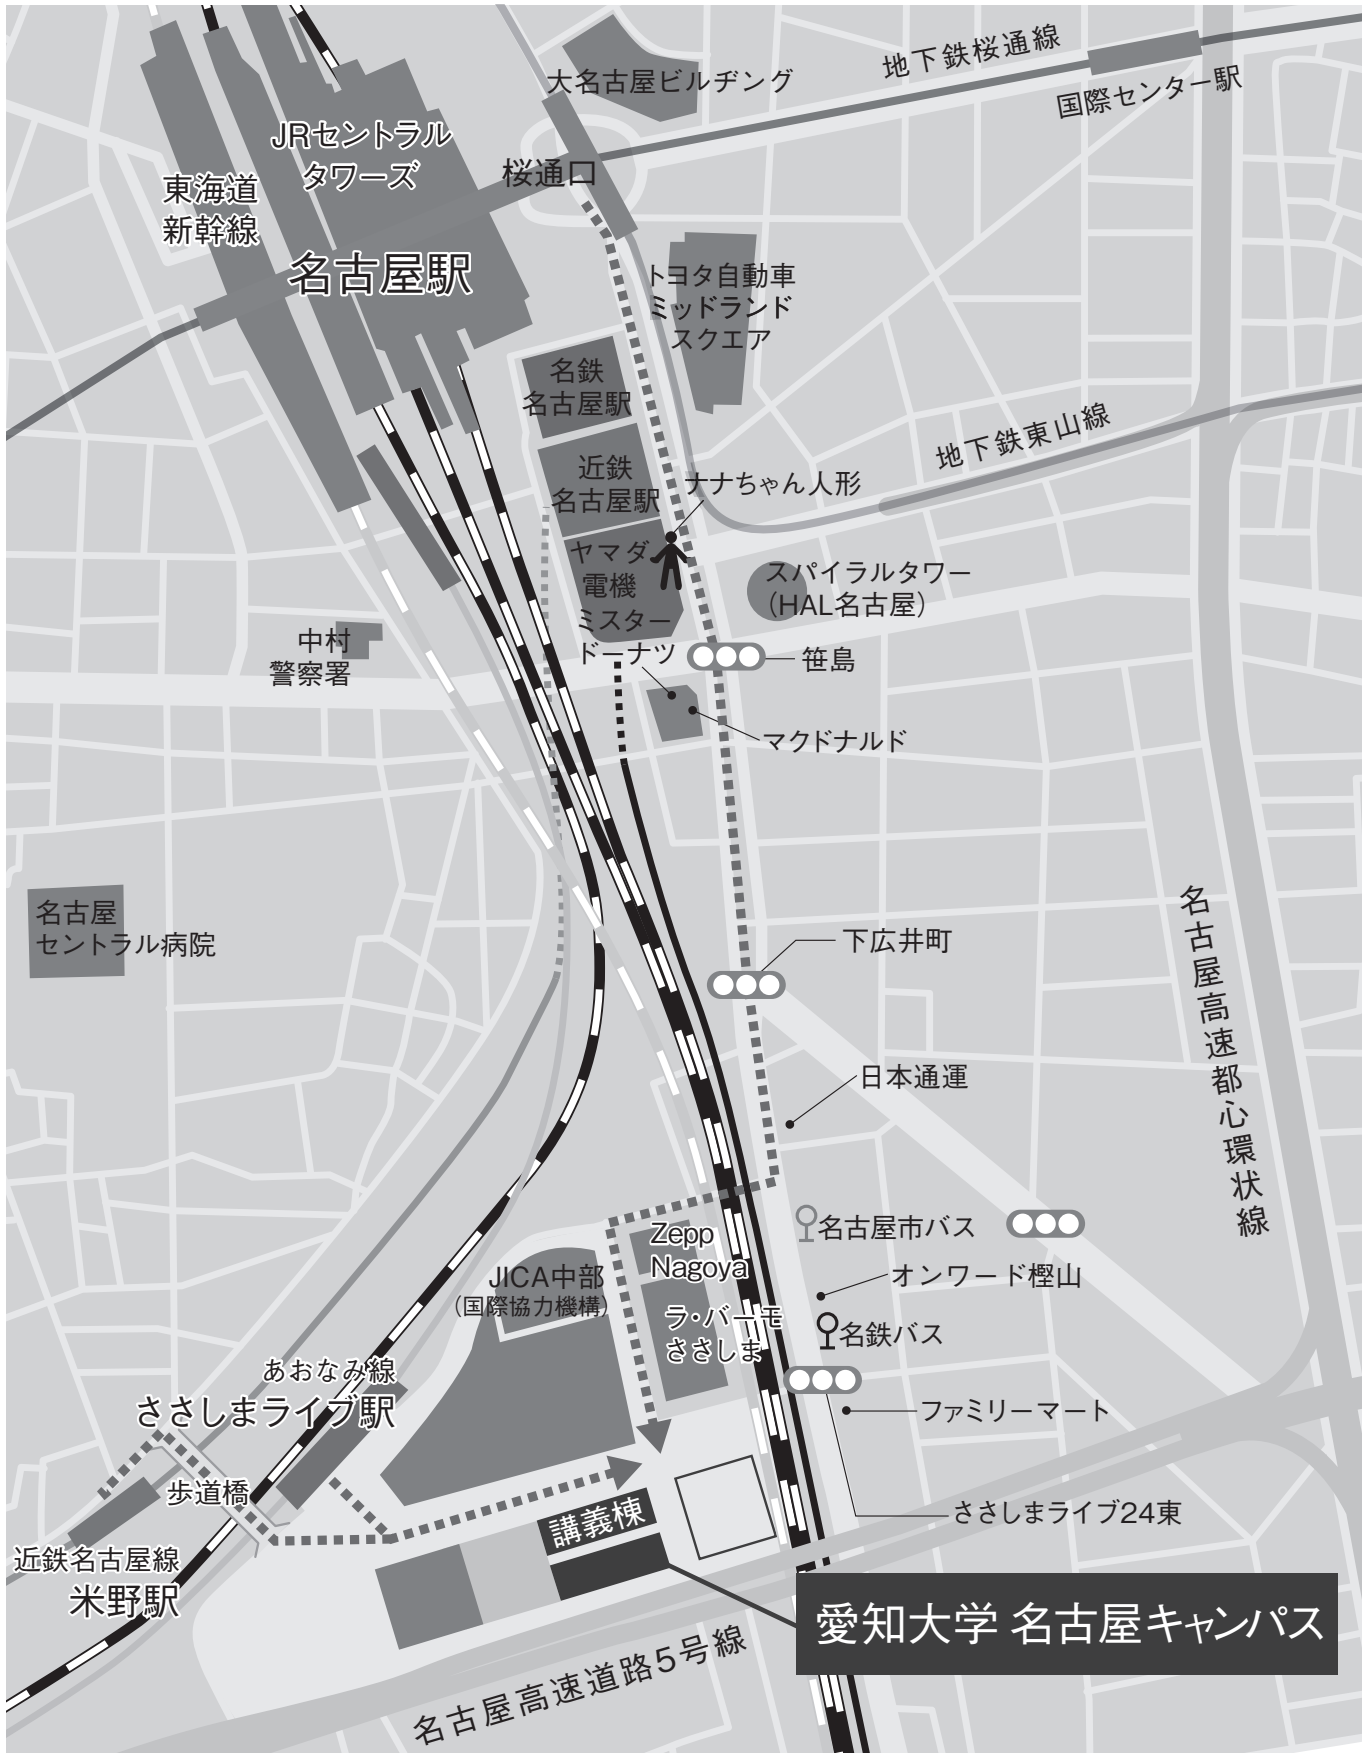 大名古屋ビルヂング
地下鉄桜通線
国際センター駅
JRセントラル
タワーズ
桜通口
東海道
新幹線
名古屋駅
トヨタ自動車
ミッドランド
スクエア
名鉄
名古屋駅
地下鉄東山線
近鉄
名古屋駅
ナナちゃん人形
ヤマダ
電機
スパイラルタワー
（HAL名古屋）
ミスター
ドーナツ
中村
警察署
笹島
マクドナルド
名古屋
セントラル病院
下広井町
名古屋高速都心環状線
日本通運
名古屋市バス
Zepp
Nagoya
オンワード樫山
JICA中部
（国際協力機構）
ラ・バーモ
ささしま
名鉄バス
あおなみ線
ささしまライブ駅
ファミリーマート
歩道橋
講義棟
ささしまライブ24東
近鉄名古屋線
米野駅
愛知大学 名古屋キャンパス
名古屋高速道路5号線